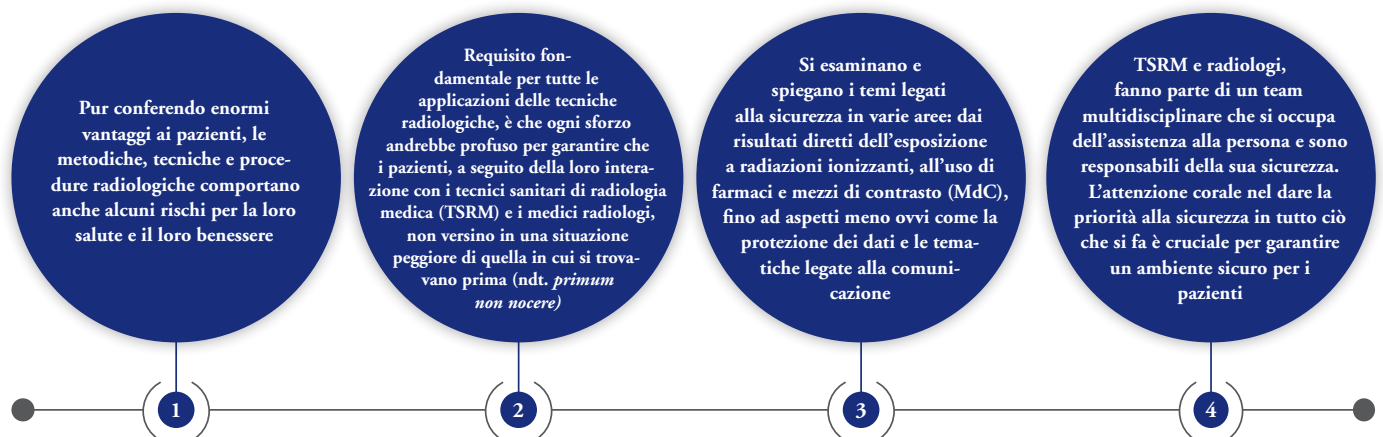 Pur conferendo enormi
vantaggi ai pazienti, le
metodiche, tecniche e proce-
dure radiologiche comportano
anche alcuni rischi per la loro
salute e il loro benessere
Requisito fon-
damentale per tutte le
applicazioni delle tecniche
radiologiche, è che ogni sforzo
andrebbe profuso per garantire che
i pazienti, a seguito della loro intera-
zione con i tecnici sanitari di radiologia
medica (TSRM) e i medici radiologi,
non versino in una situazione
peggiore di quella in cui si trova-
vano prima (ndt. primum
non nocere)
Si esaminano e
spiegano i temi legati
alla sicurezza in varie aree: dai
risultati diretti dell'esposizione
a radiazioni ionizzanti, all'uso di
farmaci e mezzi di contrasto (MdC),
fino ad aspetti meno ovvi come la
protezione dei dati e le tema-
tiche legate alla comuni-
cazione
TSRM e radiologi,
fanno parte di un team
multidisciplinare che si occupa
dell'assistenza alla persona e sono
responsabili della sua sicurezza.
L'attenzione corale nel dare la
priorità alla sicurezza in tutto ciò
che si fa è cruciale per garantire
un ambiente sicuro per i
pazienti
1
2
3
4